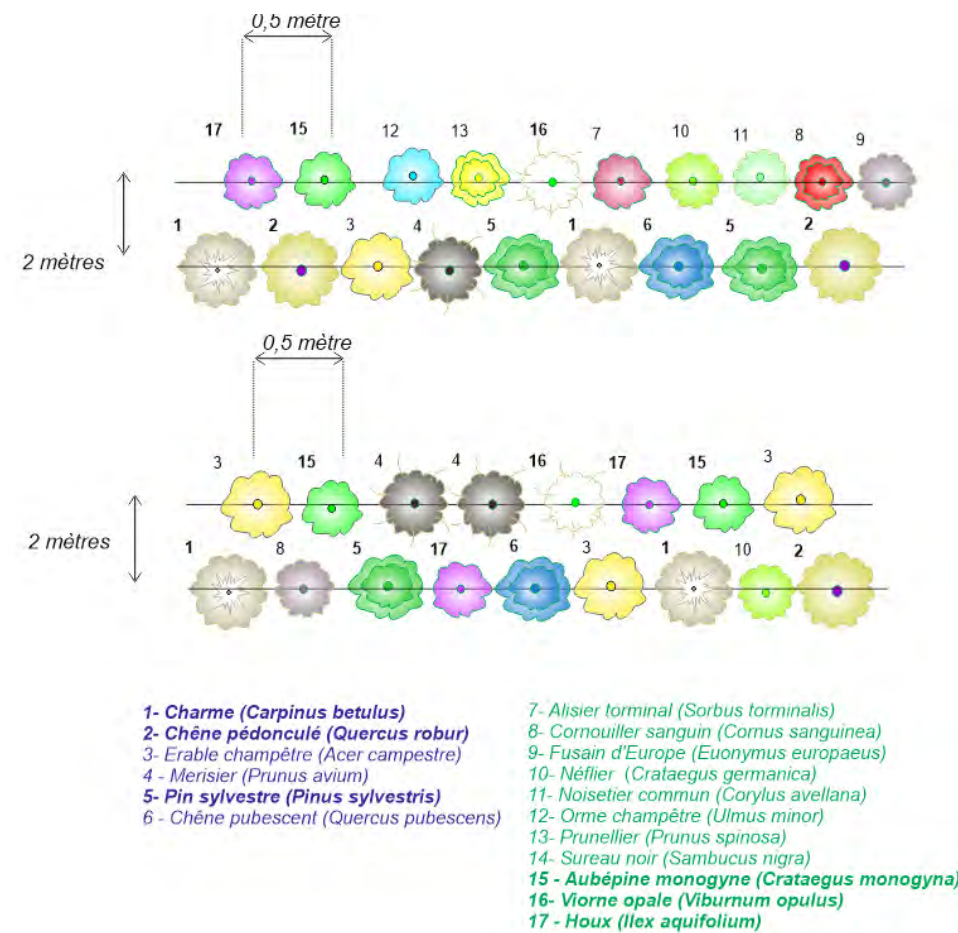 0,5 mètre
17 15 12 13 16 7 10 11 8 9
2 mètres
1 2 3 4 5 1 6 5 2
0,5 mètre
3 15 4 4 16 17 15 3
2 mètres
1 8 5 17 6 3 1 10 2
1- Charme (Carpinus betulus)
2- Chêne pédonculé (Quercus robur)
3- Erable champêtre (Acer campestre)
4 - Merisier (Prunus avium)
5- Pin sylvestre (Pinus sylvestris)
6 - Chêne pubescent (Quercus pubescens)
7- Alisier torminal (Sorbus torminalis)
8- Cornouiller sanguin (Cornus sanguinea)
9- Fusain d'Europe (Euonymus europaeus)
10- Néflier (Crataegus germanica)
11- Noisetier commun (Corylus avellana)
12- Orme champêtre (Ulmus minor)
13- Prunellier (Prunus spinosa)
14- Sureau noir (Sambucus nigra)
15 - Aubépine monogyne (Crataegus monogyna)
16- Viorne opale (Viburnum opulus)
17 - Houx (Ilex aquifolium)